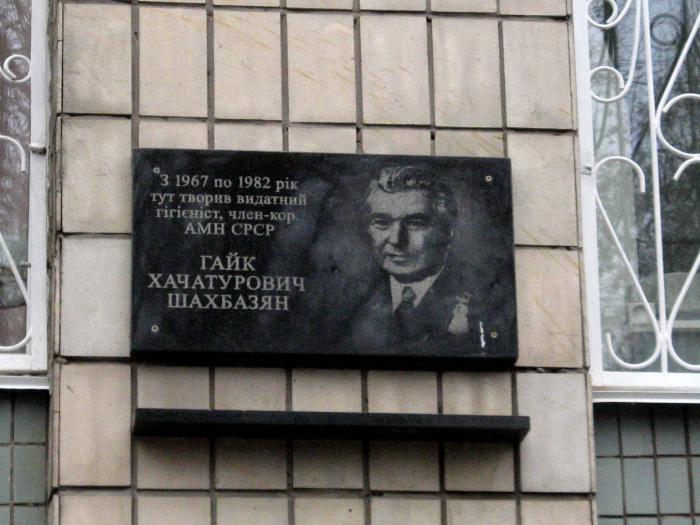 З 1967 по 1982 рік
тут творив видатний
гігієніст, член-кор.
АМН СРСР
ГАЙК
ХАЧАТУРОВИЧ
ШАХБАЗЯН